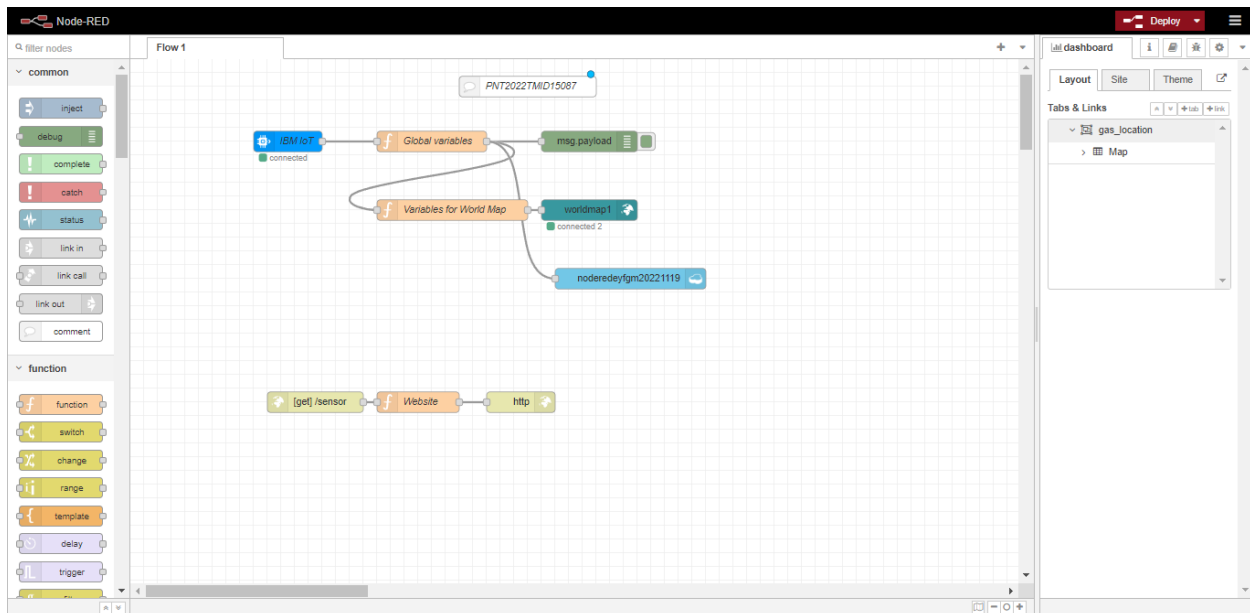 Node-RED
Deploy
filter nodes
Flow 1
dashboard
i
common
PNT2022TMID15087
Layout
Site
Theme
inject
Tabs & Links
tab
link
debug
IBM IoT
Global variables
msg.payload
gas_location
connected
complete
Map
catch
status
Variables for World Map
worldmap1
connected 2
link in
link call
noderedeyfgm20221119
link out
comment
function
[get] /sensor
Website
http
function
switch
change
range
template
delay
trigger